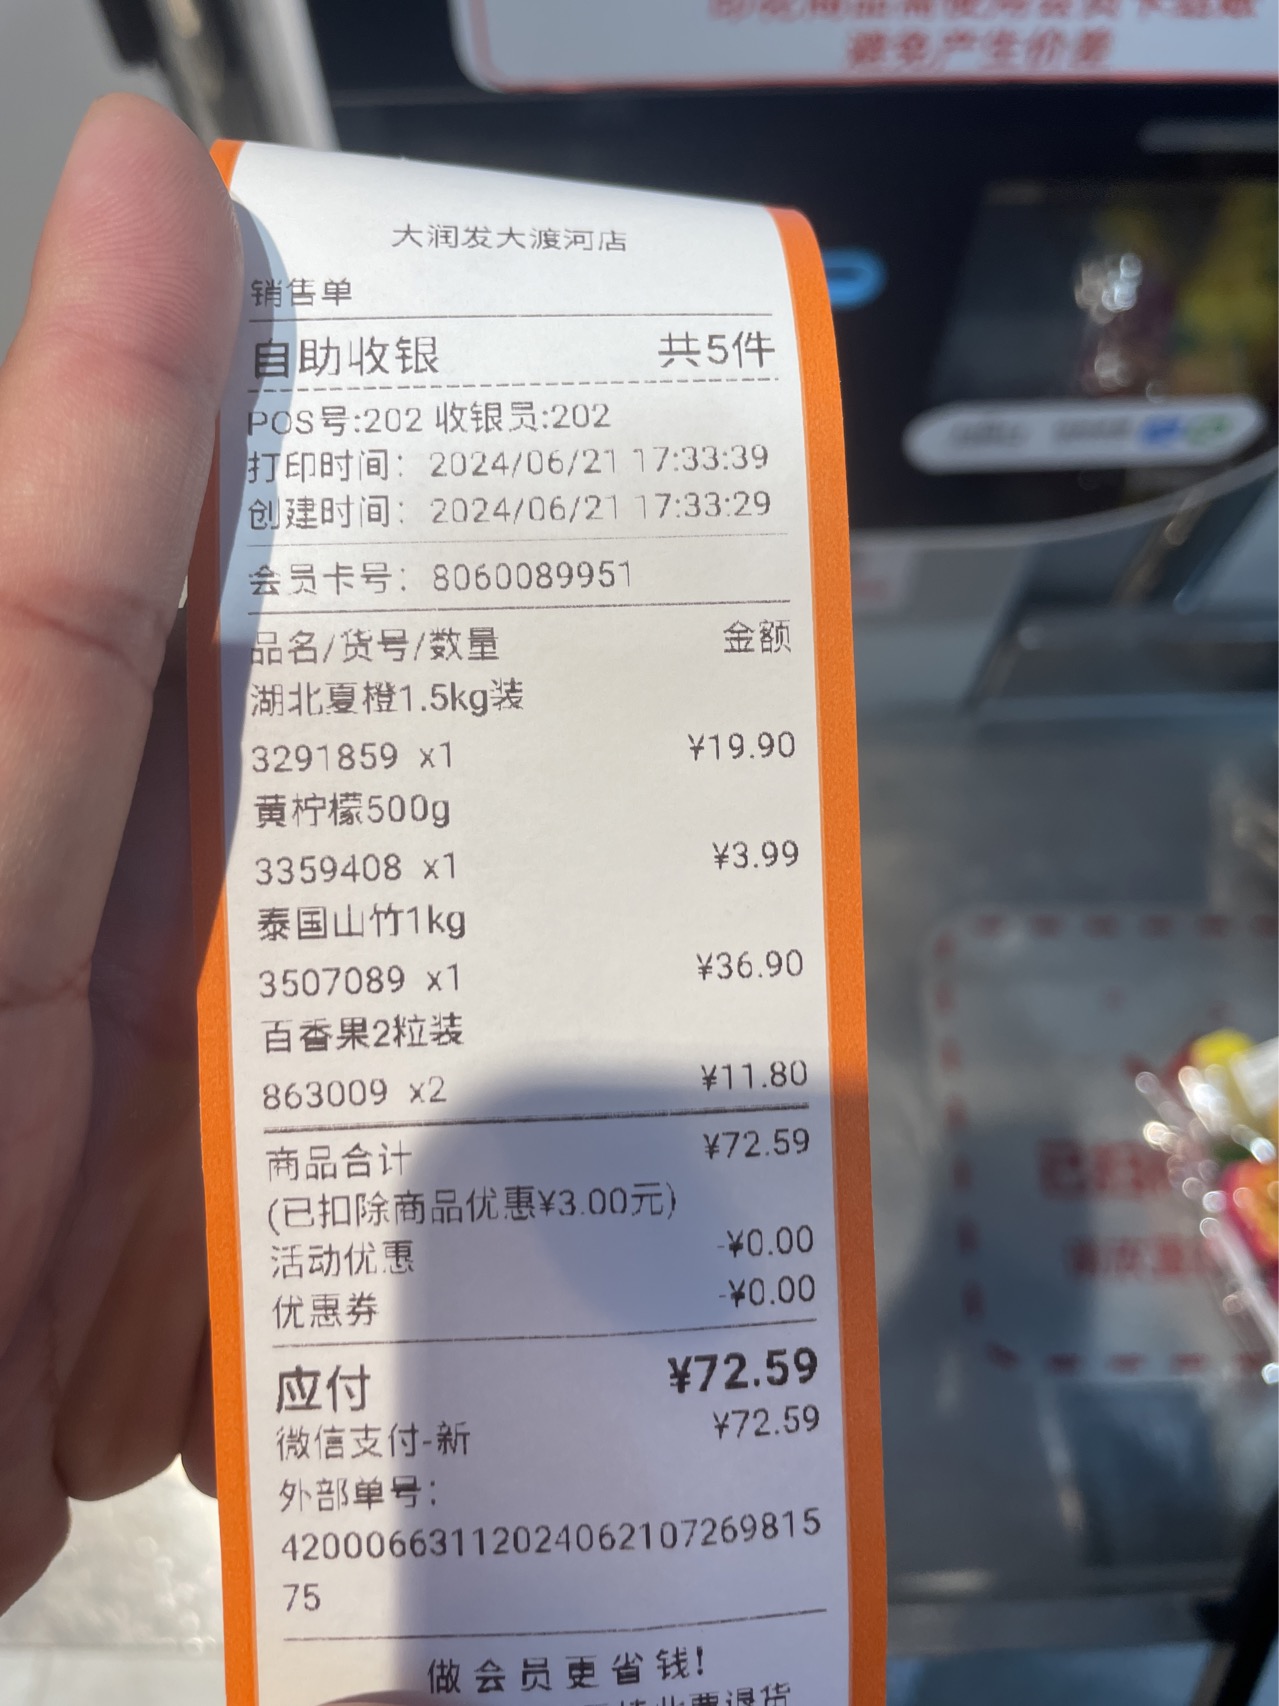 避免产生价差
大润发大渡河店
销售单
自助收银 共5件
POS号:202 收银员:202
打印时间: 2024/06/21 17:33:39
创建时间: 2024/06/21 17:33:29
会员卡号: 8060089951
品名/货号/数量 金额
湖北夏橙1.5kg装
3291859 x1 ¥19.90
黄柠檬500g
3359408 x1 ¥3.99
泰国山竹1kg
3507089 x1 ¥36.90
百香果2粒装
863009 x2 ¥11.80
商品合计 ¥72.59
(已扣除商品优惠¥3.00元)
活动优惠 -¥0.00
优惠券 -¥0.00
应付 ¥72.59
微信支付-新 ¥72.59
外部单号:
42000663112024062107269815
75
做会员更省钱!